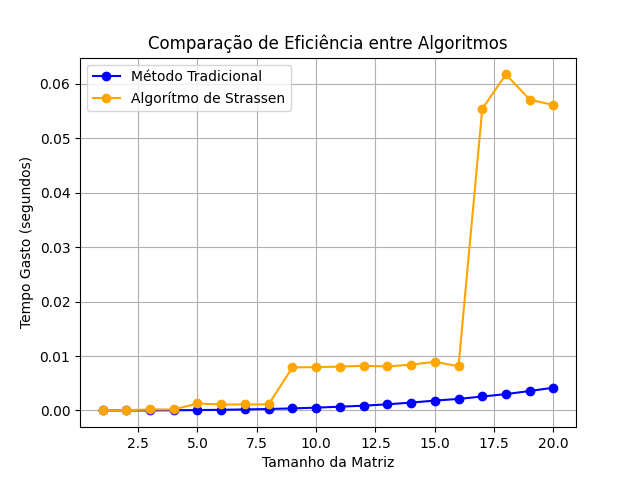 Comparação de Eficiência entre Algoritmos
Método Tradicional
Algorítmo de Strassen
Tempo Gasto (segundos)
0.06
0.05
0.04
0.03
0.02
0.01
0.00
2.5 5.0 7.5 10.0 12.5 15.0 17.5 20.0
Tamanho da Matriz